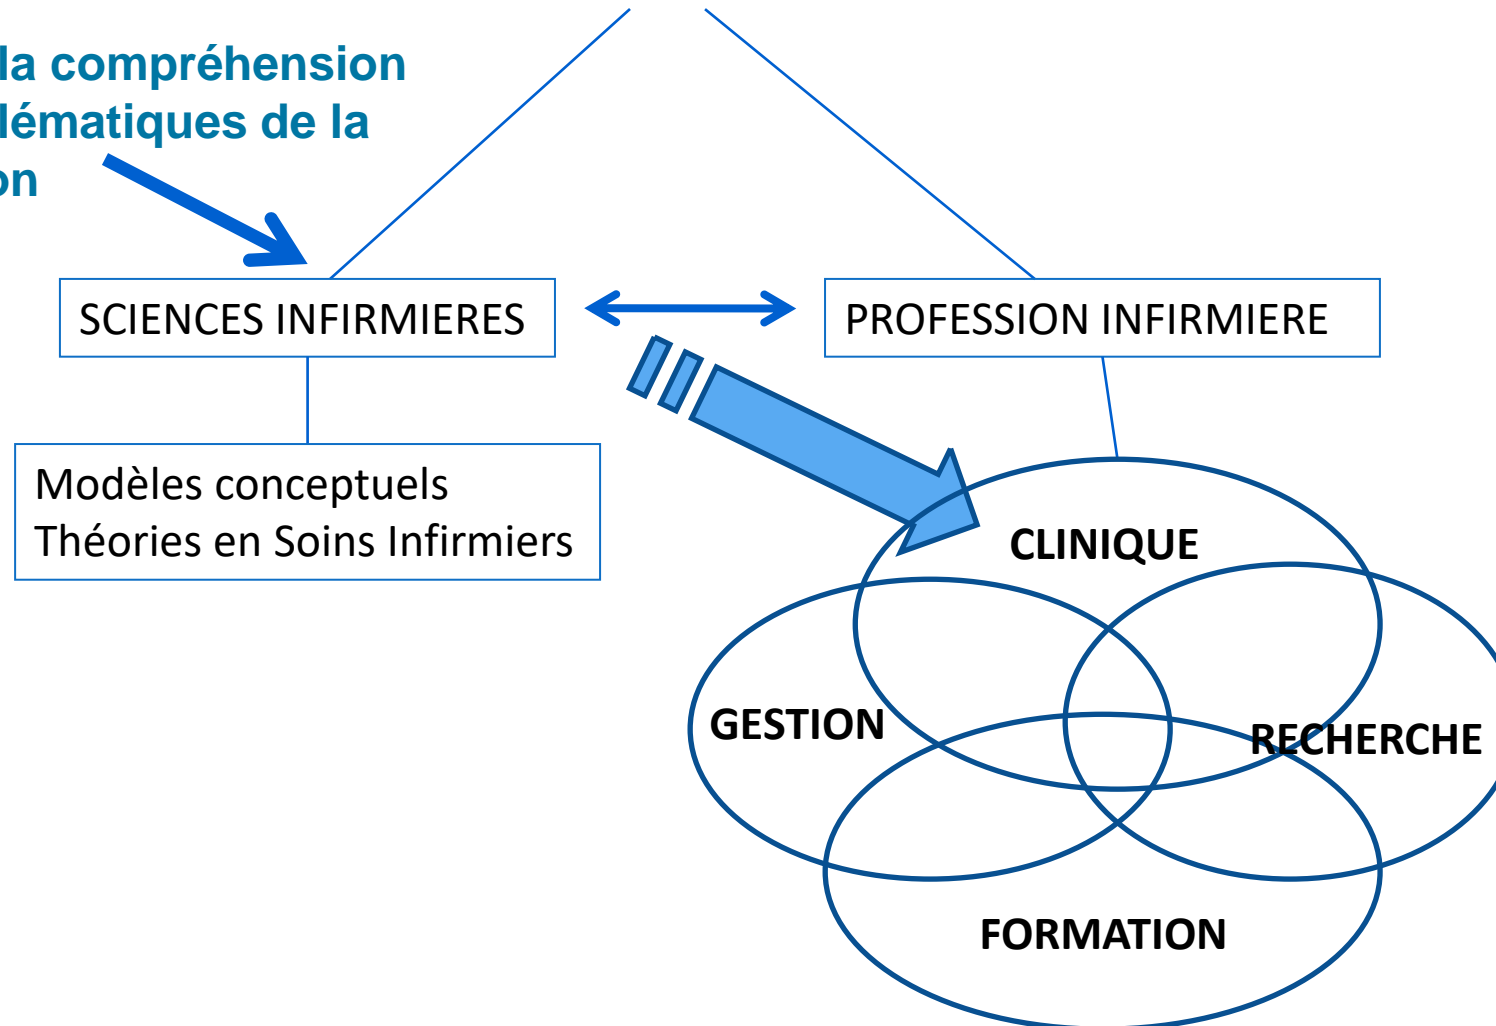 la compréhension
lématiques de la
on
SCIENCES INFIRMIERES
PROFESSION INFIRMIERE
Modèles conceptuels
Théories en Soins Infirmiers
CLINIQUE
GESTION
RECHERCHE
FORMATION